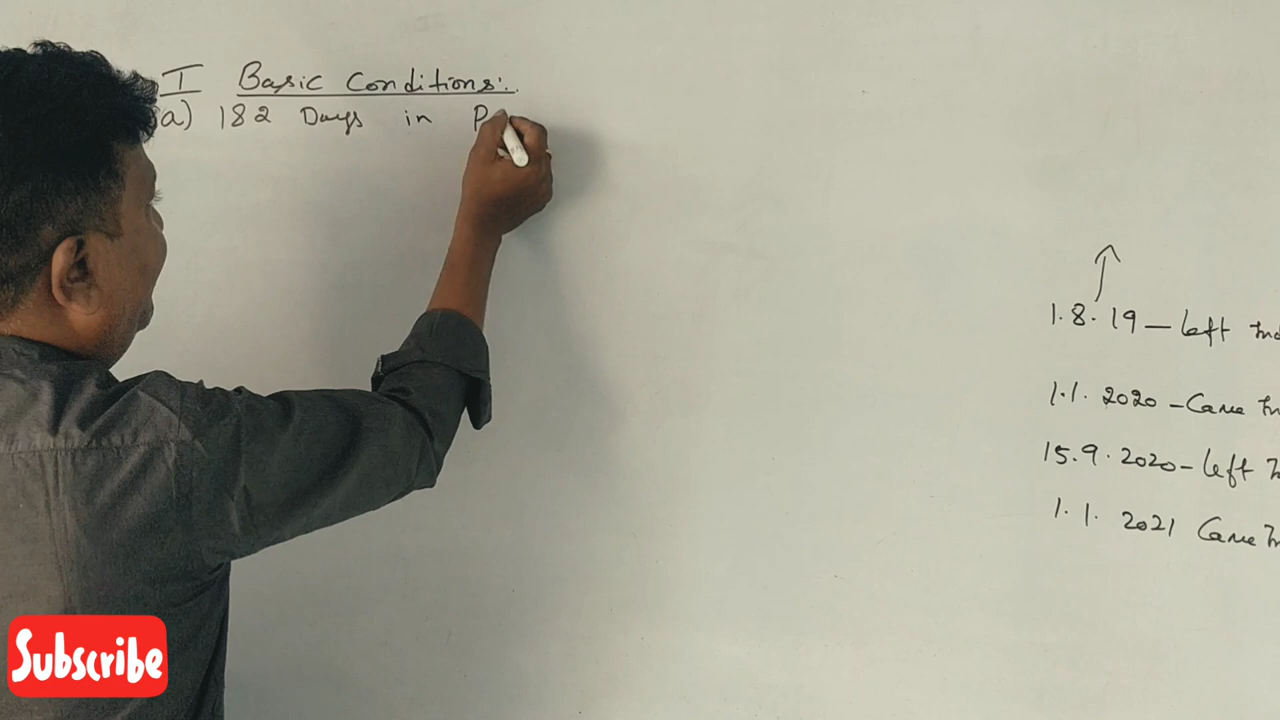 I Basic Conditions:.
a) 182 Days in P
1.8.19 – left
1.1.2020 – Came
15.9.2020 – left
1.1.2021 Came
Subscribe